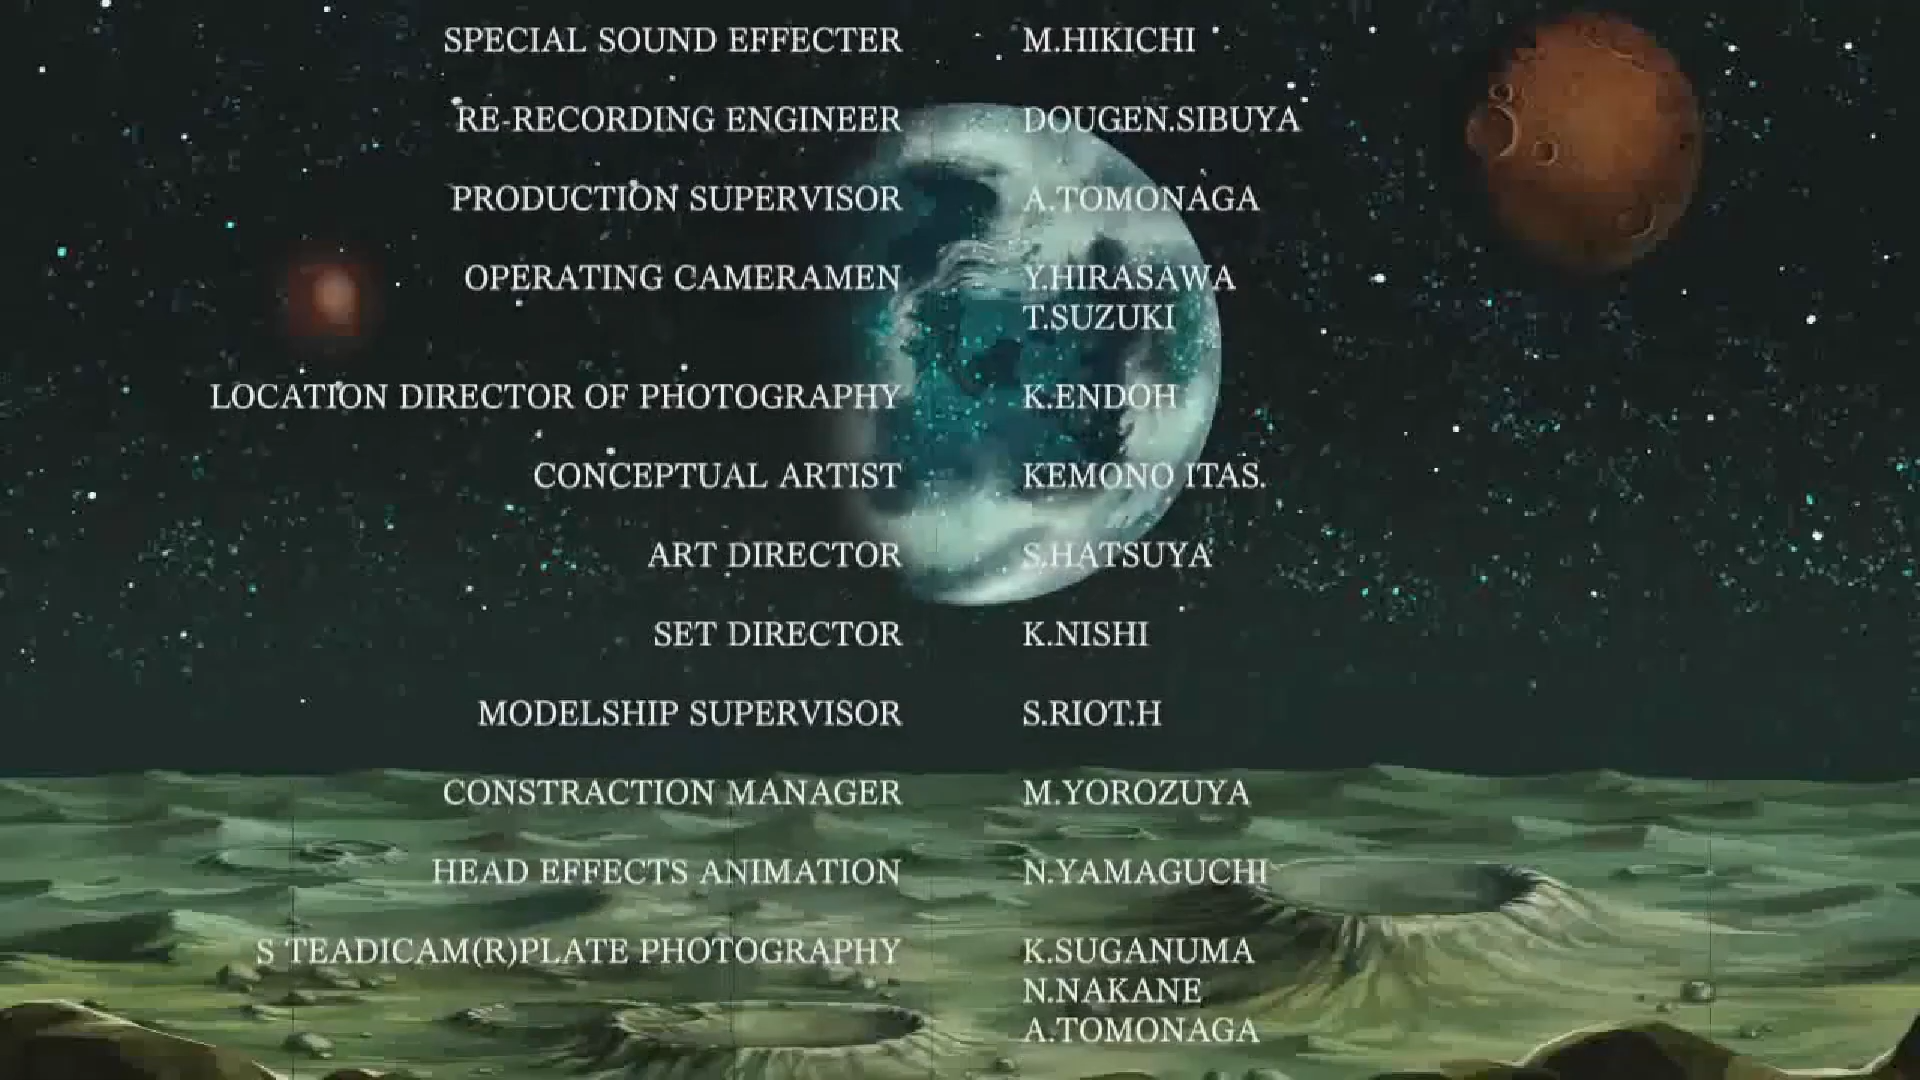 SPECIAL SOUND EFFECTER M.HIKICHI
RE-RECORDING ENGINEER DOUGEN.SIBUYA
PRODUCTION SUPERVISOR A.TOMONAGA
OPERATING CAMERAMEN Y.HIRASAWA
T.SUZUKI
LOCATION DIRECTOR OF PHOTOGRAPHY K.ENDOH
CONCEPTUAL ARTIST KEMONO ITAS.
ART DIRECTOR S.HATSUYA
SET DIRECTOR K.NISHI
MODELSHIP SUPERVISOR S.RIOT.H
CONSTRACTION MANAGER M.YOROZUYA
HEAD EFFECTS ANIMATION N.YAMAGUCHI
S TEADICAM(R)PLATE PHOTOGRAPHY K.SUGANUMA
N.NAKANE
A.TOMONAGA